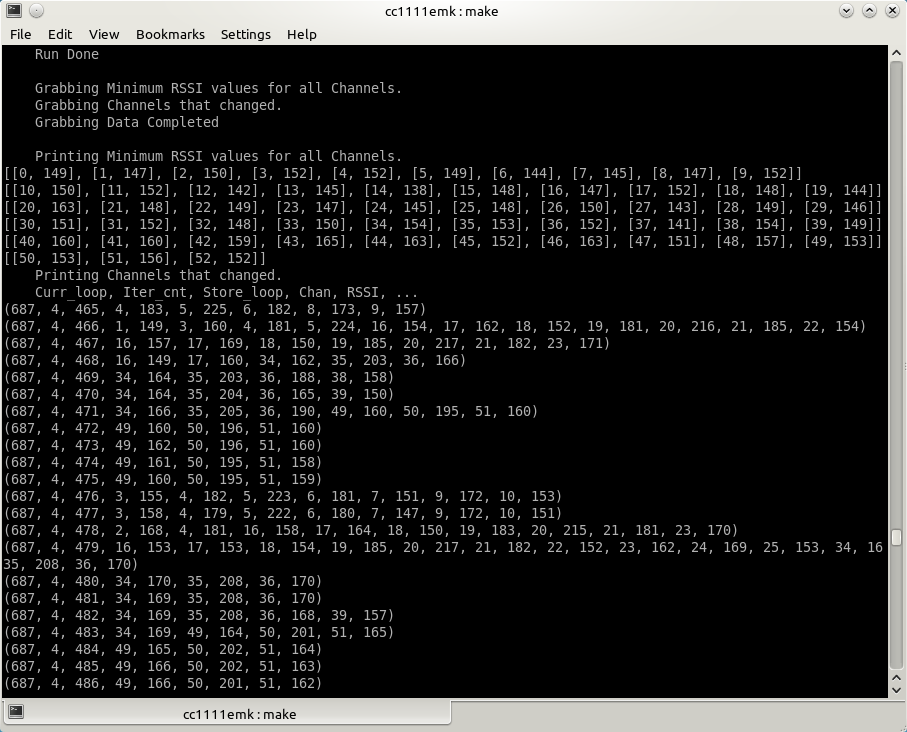 cc1111emk : make
File Edit View Bookmarks Settings Help
Run Done
Grabbing Minimum RSSI values for all Channels.
Grabbing Channels that changed.
Grabbing Data Completed
Printing Minimum RSSI values for all Channels.
[[0, 149], [1, 147], [2, 150], [3, 152], [4, 152], [5, 149], [6, 144], [7, 145], [8, 147], [9, 152]]
[[10, 150], [11, 152], [12, 142], [13, 145], [14, 138], [15, 148], [16, 147], [17, 152], [18, 148], [19, 144]]
[[20, 163], [21, 148], [22, 149], [23, 147], [24, 145], [25, 148], [26, 150], [27, 143], [28, 149], [29, 146]]
[[30, 151], [31, 152], [32, 148], [33, 150], [34, 154], [35, 153], [36, 152], [37, 141], [38, 154], [39, 149]]
[[40, 160], [41, 160], [42, 159], [43, 165], [44, 163], [45, 152], [46, 163], [47, 151], [48, 157], [49, 153]]
[[50, 153], [51, 156], [52, 152]]
Printing Channels that changed.
Curr_loop, Iter_cnt, Store_loop, Chan, RSSI, ...
(687, 4, 465, 4, 183, 5, 225, 6, 182, 8, 173, 9, 157)
(687, 4, 466, 1, 149, 3, 160, 4, 181, 5, 224, 16, 154, 17, 162, 18, 152, 19, 181, 20, 216, 21, 185, 22, 154)
(687, 4, 467, 16, 157, 17, 169, 18, 150, 19, 185, 20, 217, 21, 182, 23, 171)
(687, 4, 468, 16, 149, 17, 160, 34, 162, 35, 203, 36, 166)
(687, 4, 469, 34, 164, 35, 203, 36, 188, 38, 158)
(687, 4, 470, 34, 164, 35, 204, 36, 165, 39, 150)
(687, 4, 471, 34, 166, 35, 205, 36, 190, 49, 160, 50, 195, 51, 160)
(687, 4, 472, 49, 160, 50, 196, 51, 160)
(687, 4, 473, 49, 162, 50, 196, 51, 160)
(687, 4, 474, 49, 161, 50, 195, 51, 158)
(687, 4, 475, 49, 160, 50, 195, 51, 159)
(687, 4, 476, 3, 155, 4, 182, 5, 223, 6, 181, 7, 151, 9, 172, 10, 153)
(687, 4, 477, 3, 158, 4, 179, 5, 222, 6, 180, 7, 147, 9, 172, 10, 151)
(687, 4, 478, 2, 168, 4, 181, 16, 158, 17, 164, 18, 150, 19, 183, 20, 215, 21, 181, 23, 170)
(687, 4, 479, 16, 153, 17, 153, 18, 154, 19, 185, 20, 217, 21, 182, 22, 152, 23, 162, 24, 169, 25, 153, 34, 16
35, 208, 36, 170)
(687, 4, 480, 34, 170, 35, 208, 36, 170)
(687, 4, 481, 34, 169, 35, 208, 36, 170)
(687, 4, 482, 34, 169, 35, 208, 36, 168, 39, 157)
(687, 4, 483, 34, 169, 49, 164, 50, 201, 51, 165)
(687, 4, 484, 49, 165, 50, 202, 51, 164)
(687, 4, 485, 49, 166, 50, 202, 51, 163)
(687, 4, 486, 49, 166, 50, 201, 51, 162)
cc1111emk : make